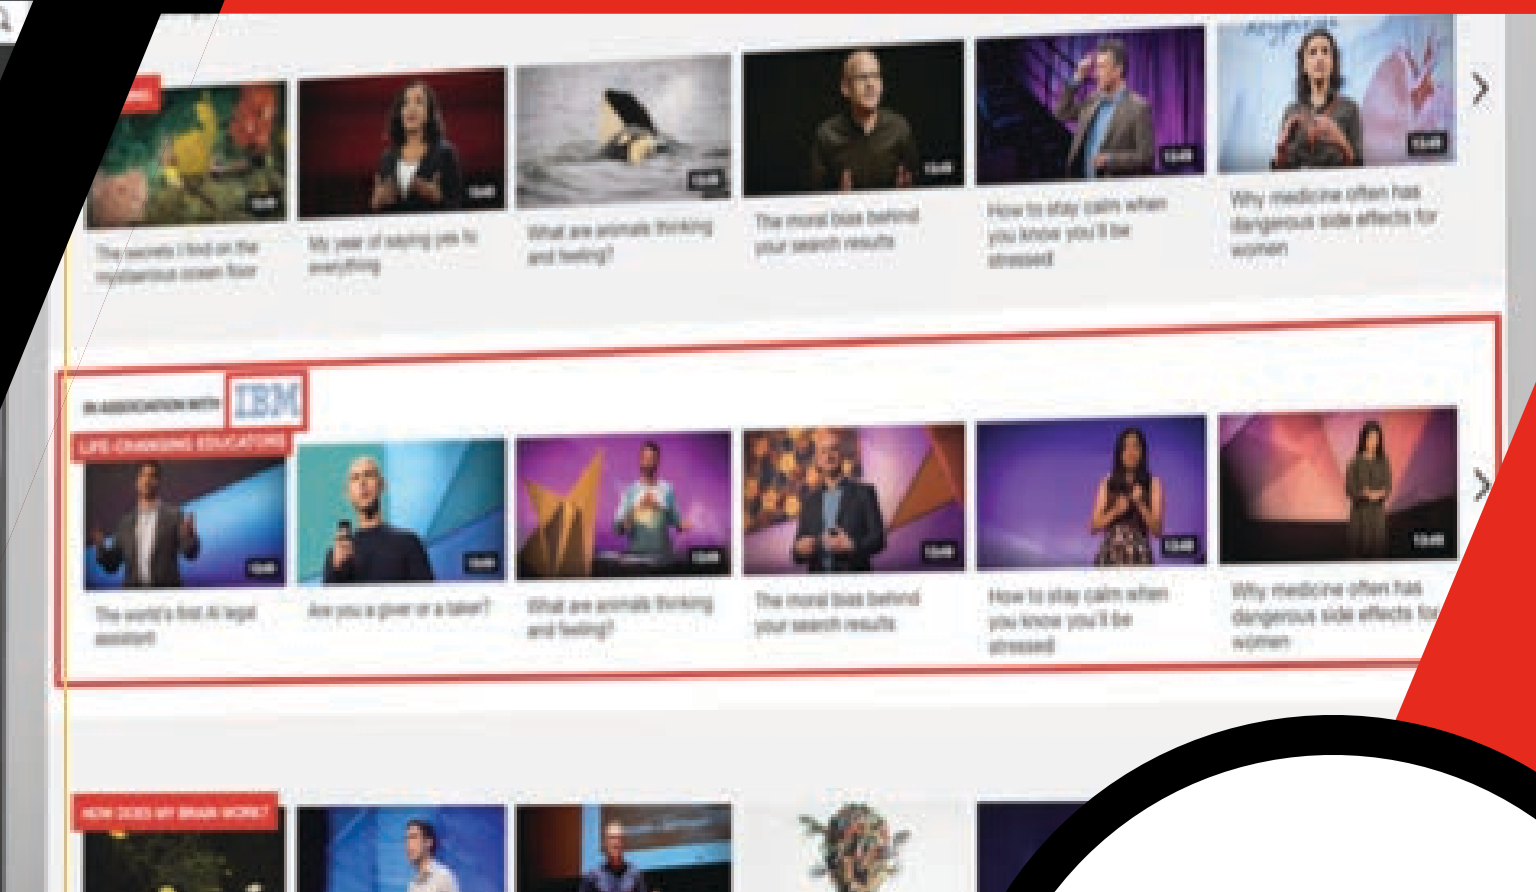 The secrets I find on the
mysterious ocean floor
My year of saying yes to
everything
What are animals thinking
and feeling?
The moral bias behind
your search results
How to stay calm when
you know you'll be
stressed
Why medicine often has
dangerous side effects for
women
IN ASSOCIATION WITH IBM
LIFE-CHANGING EDUCATORS
The world's first AI legal
assistant
Are you a giver or a taker?
What are animals thinking
and feeling?
The moral bias behind
your search results
How to stay calm when
you know you'll be
stressed
Why medicine often has
dangerous side effects for
women
HOW DOES MY BRAIN WORK?